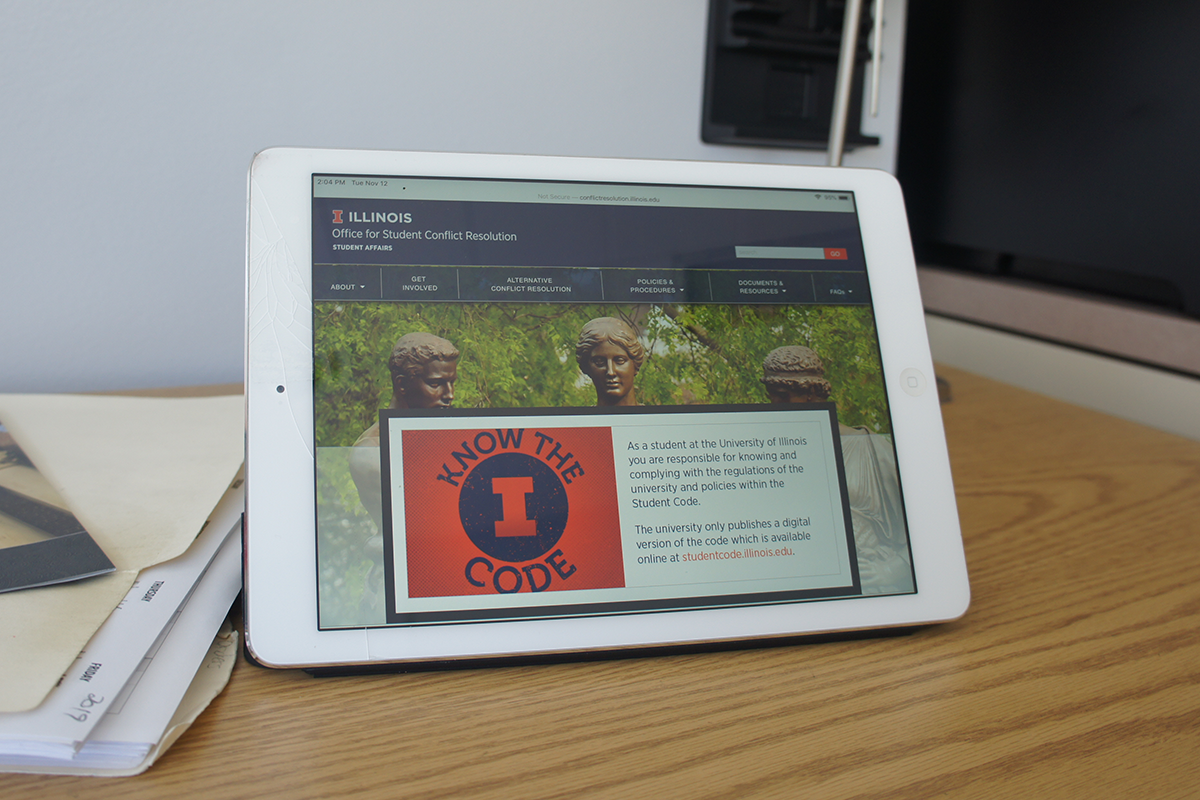 2:04 PM Tue Nov 12
Not Secure — conflictresolution.illinois.edu
I ILLINOIS
Office for Student Conflict Resolution
STUDENT AFFAIRS
GO
ABOUT
GET
INVOLVED
ALTERNATIVE
CONFLICT RESOLUTION
POLICIES &
PROCEDURES
DOCUMENTS &
RESOURCES
FAQs
KNOW THE
I
CODE
As a student at the University of Illinois
you are responsible for knowing and
complying with the regulations of the
university and policies within the
Student Code.
The university only publishes a digital
version of the code which is available
online at studentcode.illinois.edu.
THURSDAY
FRIDAY